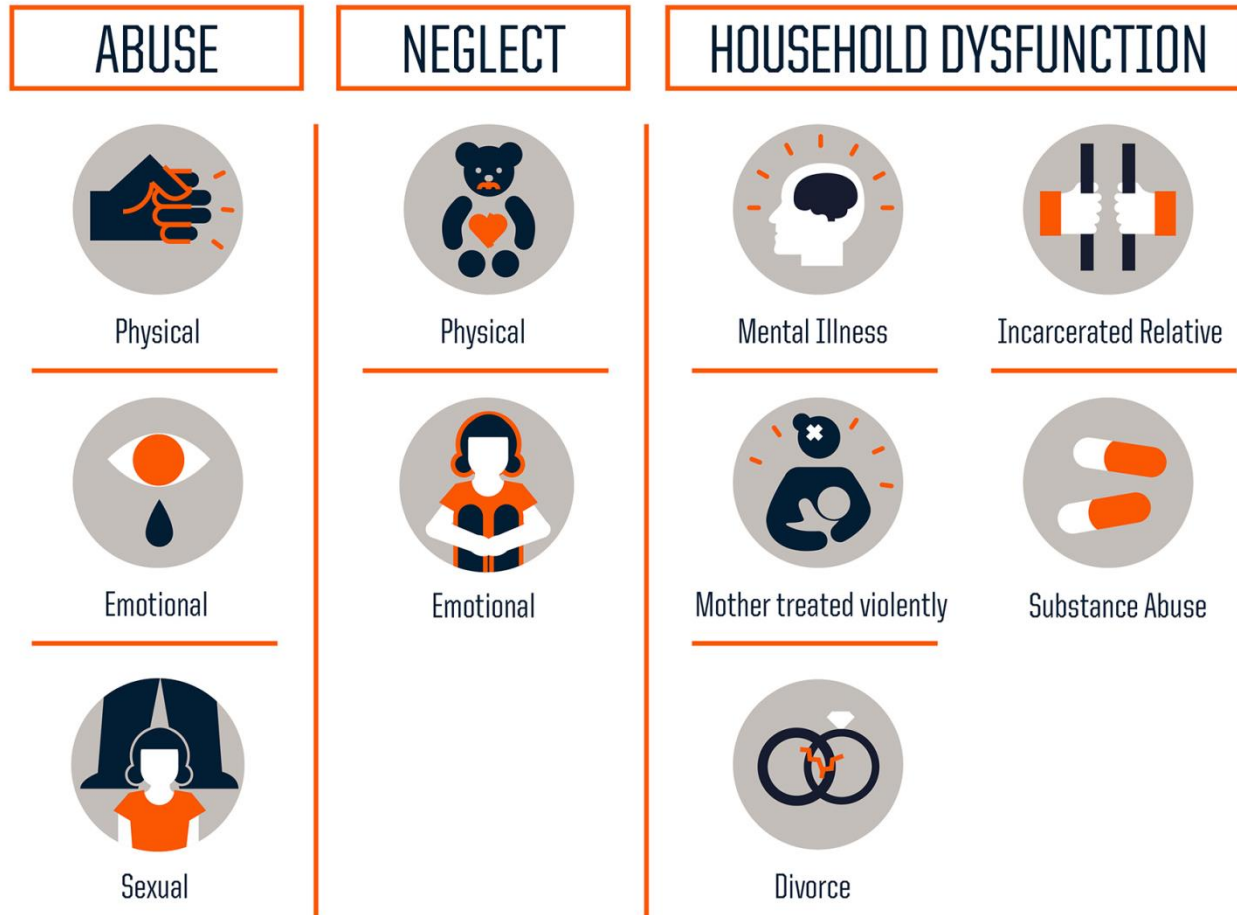 ABUSE
NEGLECT
HOUSEHOLD DYSFUNCTION
Physical
Physical
Mental Illness
Incarcerated Relative
Emotional
Emotional
Mother treated violently
Substance Abuse
Sexual
Divorce